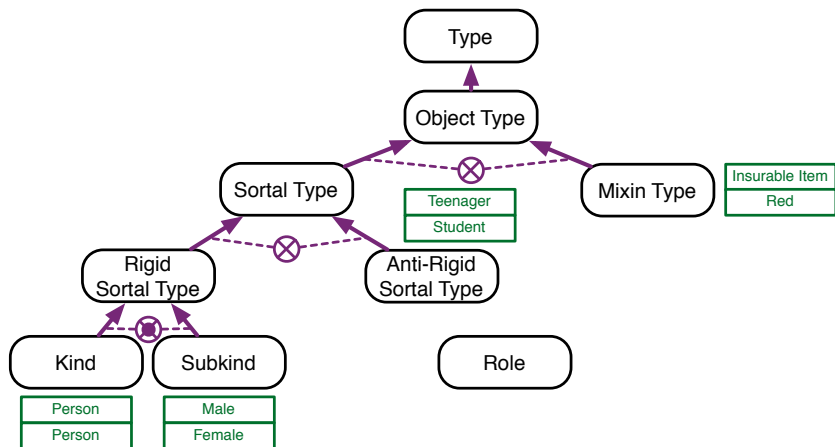 Type
Object Type
Sortal Type
Mixin Type
Insurable Item
Red
Teenager
Student
Rigid
Sortal Type
Anti-Rigid
Sortal Type
Kind
Subkind
Role
Person
Person
Male
Female